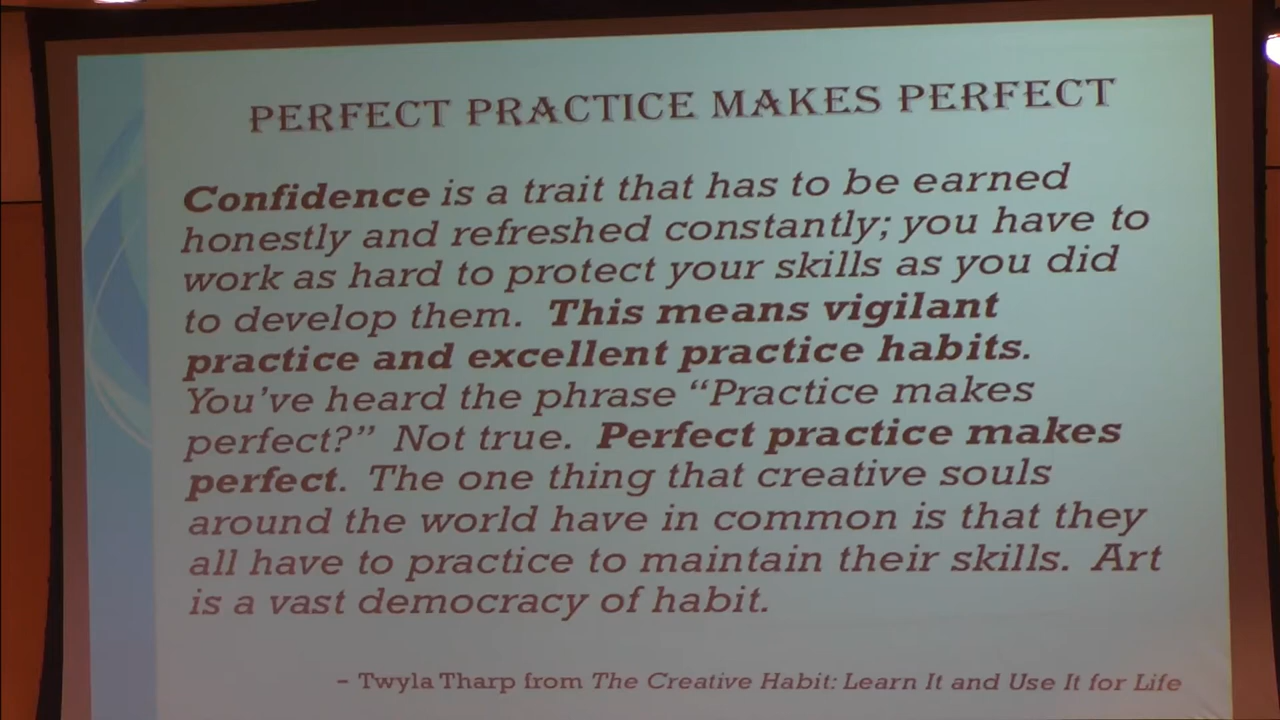 PERFECT PRACTICE MAKES PERFECT
Confidence is a trait that has to be earned
honestly and refreshed constantly; you have to
work as hard to protect your skills as you did
to develop them. This means vigilant
practice and excellent practice habits.
You've heard the phrase “Practice makes
perfect?” Not true. Perfect practice makes
perfect. The one thing that creative souls
around the world have in common is that they
all have to practice to maintain their skills. Art
is a vast democracy of habit.
– Twyla Tharp from The Creative Habit: Learn It and Use It for Life